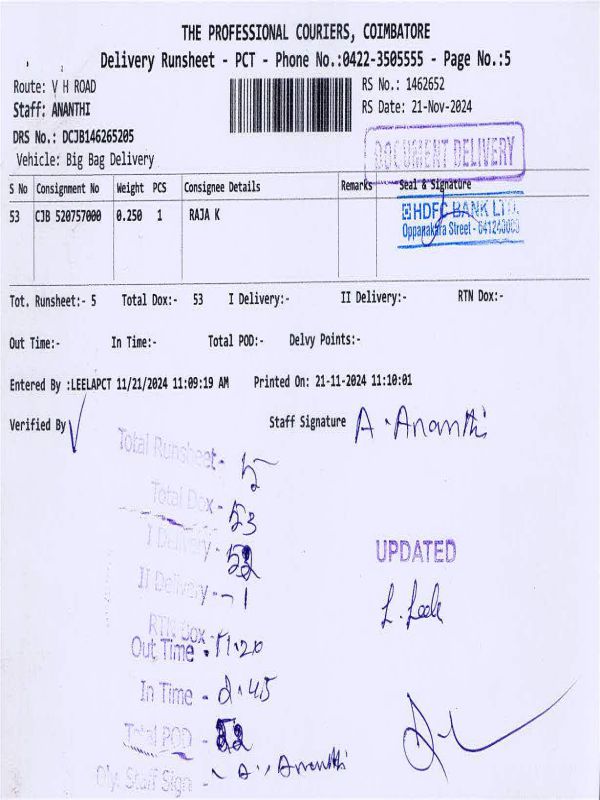 THE PROFESSIONAL COURIERS, COIMBATORE
Delivery Runsheet - PCT - Phone No.:0422-3505555 - Page No.:5
Route: V H ROAD
RS No.: 1462652
Staff: ANANTHI
RS Date: 21-Nov-2024
DRS No.: DCJB146265205
Vehicle: Big Bag Delivery
DOCUMENT DELIVERY
S No Consignment No Weight PCS Consignee Details Remarks Seal & Signature
53 CJB 520757000 0.250 1 RAJA K
HDFC BANK LTD.
Oppanakara Street -
Tot. Runsheet:- 5 Total Dox:- 53 I Delivery:- II Delivery:- RTN Dox:-
Out Time:- In Time:- Total POD:- Delvy Points:-
Entered By :LEELAPCT 11/21/2024 11:09:19 AM Printed On: 21-11-2024 11:10:01
Verified By
Staff Signature A. Ananthi
Total Runsheet - 5
Total Dox - 53
I Delivery - 52
II Delivery - 1
RTN Dox -
Out Time . 11.20
In Time - 2.45
Total POD - 52
Dly. Staff Sign - A. Ananthi
UPDATED
L. Leela